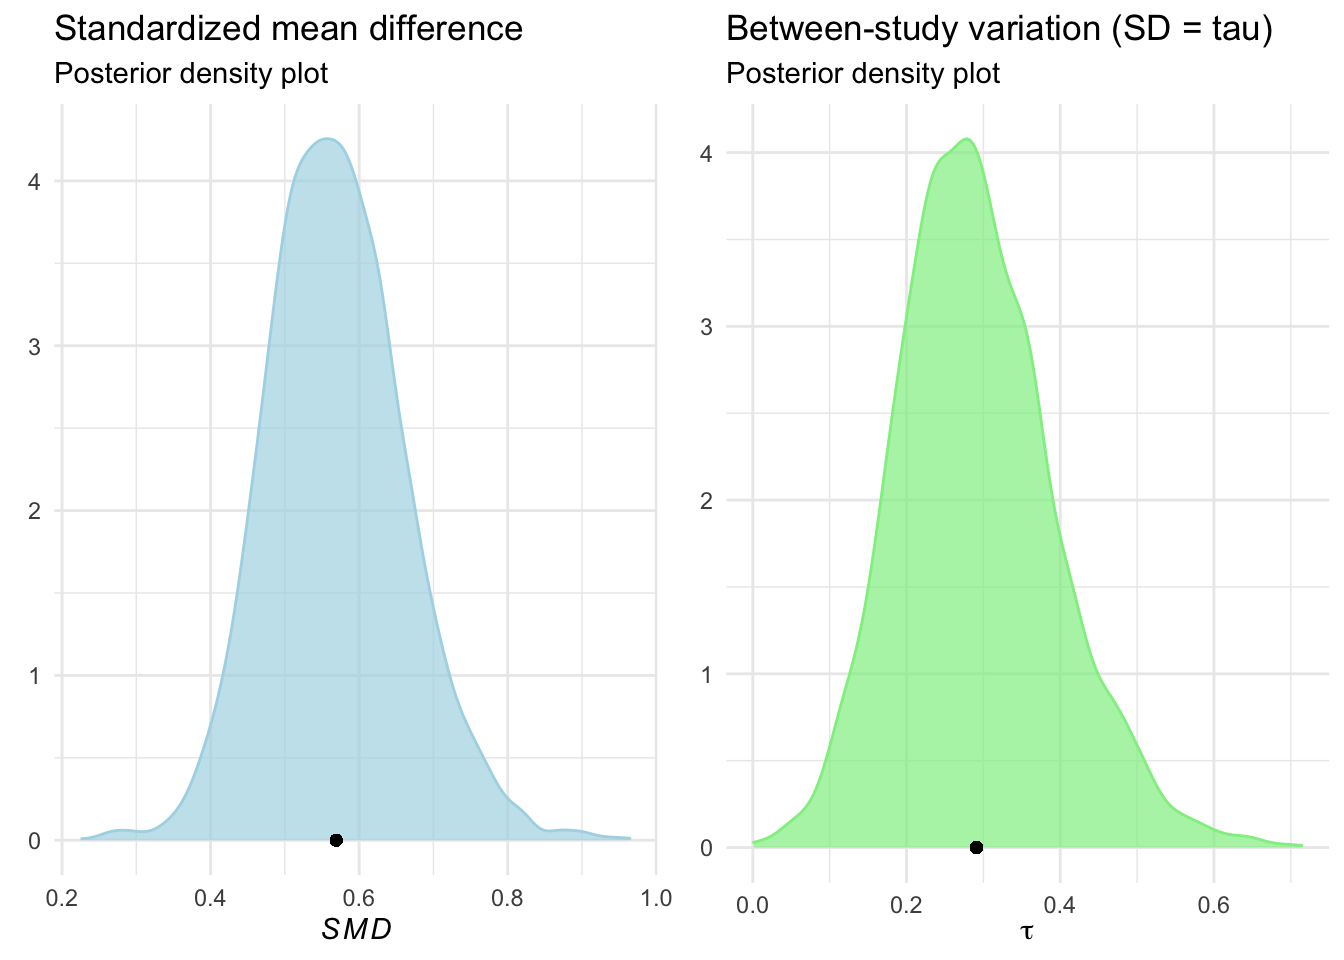 Standardized mean difference
Posterior density plot
4
3
2
1
0
0.2 0.4 0.6 0.8 1.0
SMD
Between-study variation (SD = tau)
Posterior density plot
4
3
2
1
0
0.0 0.2 0.4 0.6
τ